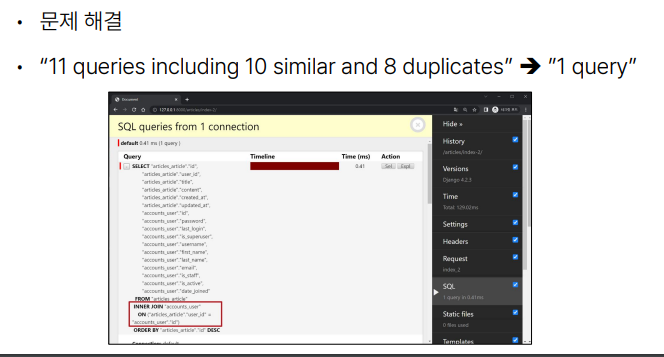 • 문제 해결
• “11 queries including 10 similar and 8 duplicates” ➔ ”1 query”
Document
127.0.0.1:8000/articles/index-2/
SQL queries from 1 connection
default 0.41 ms (1 query )
Query Timeline Time (ms) Action
SELECT "articles_article"."id", 0.41 Sel Expl
"articles_article"."user_id",
"articles_article"."title",
"articles_article"."content",
"articles_article"."created_at",
"articles_article"."updated_at",
"accounts_user"."id",
"accounts_user"."password",
"accounts_user"."last_login",
"accounts_user"."is_superuser",
"accounts_user"."username",
"accounts_user"."first_name",
"accounts_user"."last_name",
"accounts_user"."email",
"accounts_user"."is_staff",
"accounts_user"."is_active",
"accounts_user"."date_joined"
FROM "articles_article"
INNER JOIN "accounts_user"
ON ("articles_article"."user_id" =
"accounts_user"."id")
ORDER BY "articles_article"."id" DESC
Connection: default
Hide »
History
/articles/index-2/
Versions
Django 4.2.3
Time
Total: 129.02ms
Settings
Headers
Request
index_2
SQL
1 query in 0.41ms
Static files
0 files used
Templates